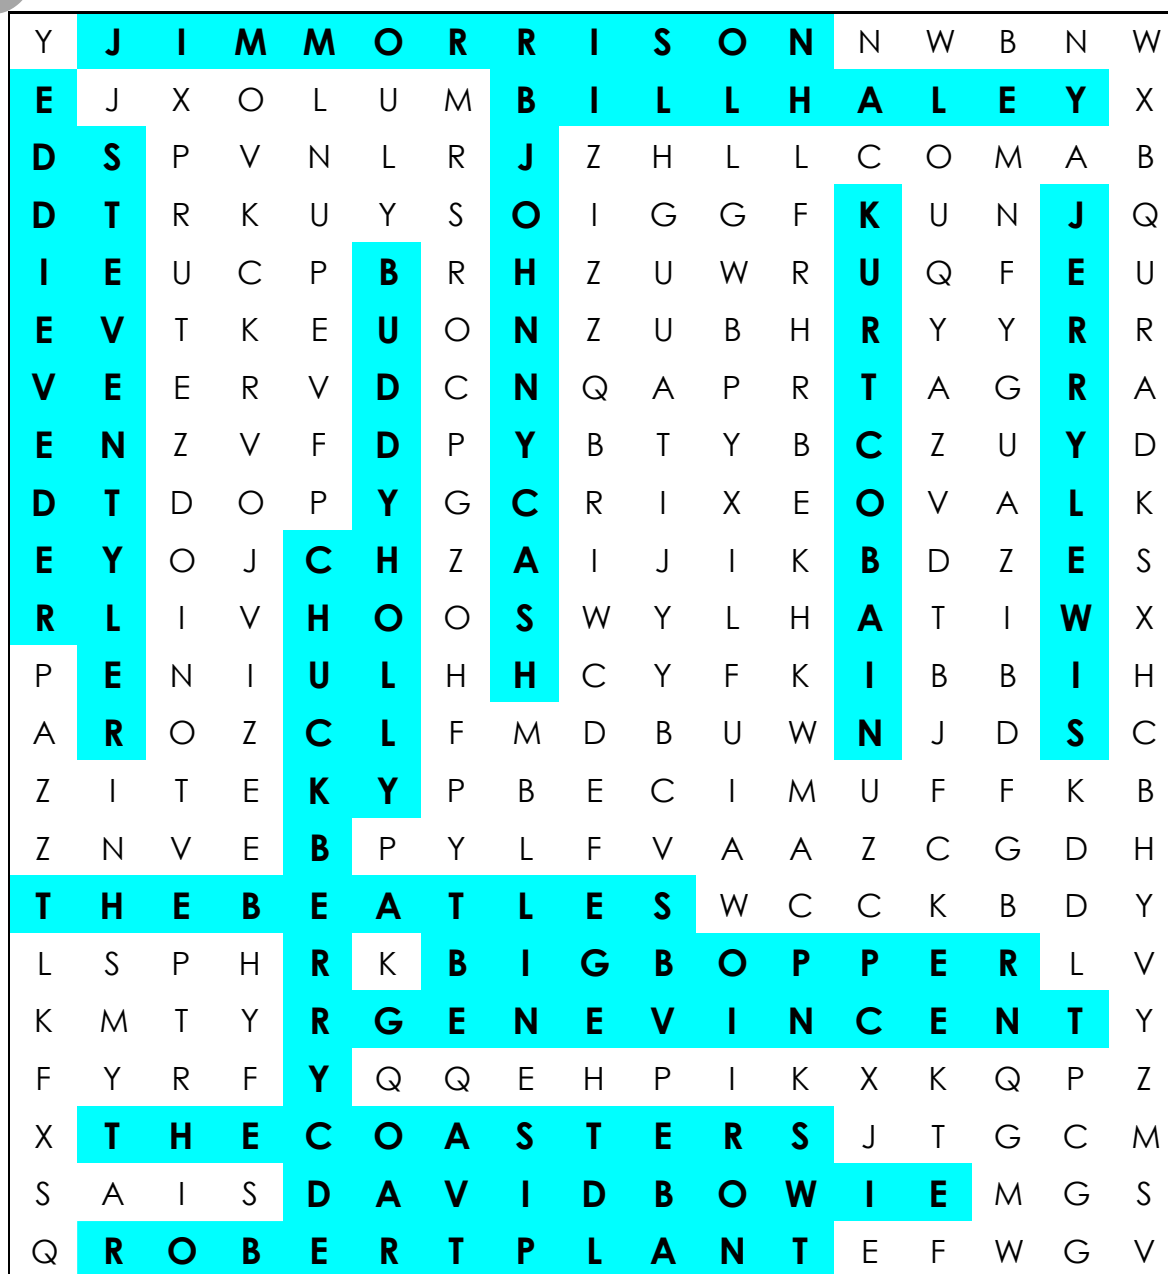 Y J I M M O R R I S O N N W B N W
E J X O L U M B I L L H A L E Y X
D S P V N L R J Z H L L C O M A B
D T R K U Y S O I G G F K U N J Q
I E U C P B R H Z U W R U Q F E U
E V T K E U O N Z U B H R Y Y R R
V E E R V D C N Q A P R T A G R A
E N Z V F D P Y B T Y B C Z U Y D
D T D O P Y G C R I X E O V A L K
E Y O J C H Z A I J I K B D Z E S
R L I V H O O S W Y L H A T I W X
P E N I U L H H C Y F K I B B I H
A R O Z C L F M D B U W N J D S C
Z I T E K Y P B E C I M U F F K B
Z N V E B P Y L F V A A Z C G D H
T H E B E A T L E S W C C K B D Y
L S P H R K B I G B O P P E R L V
K M T Y R G E N E V I N C E N T Y
F Y R F Y Q Q E H P I K X K Q P Z
X T H E C O A S T E R S J T G C M
S A I S D A V I D B O W I E M G S
Q R O B E R T P L A N T E F W G V